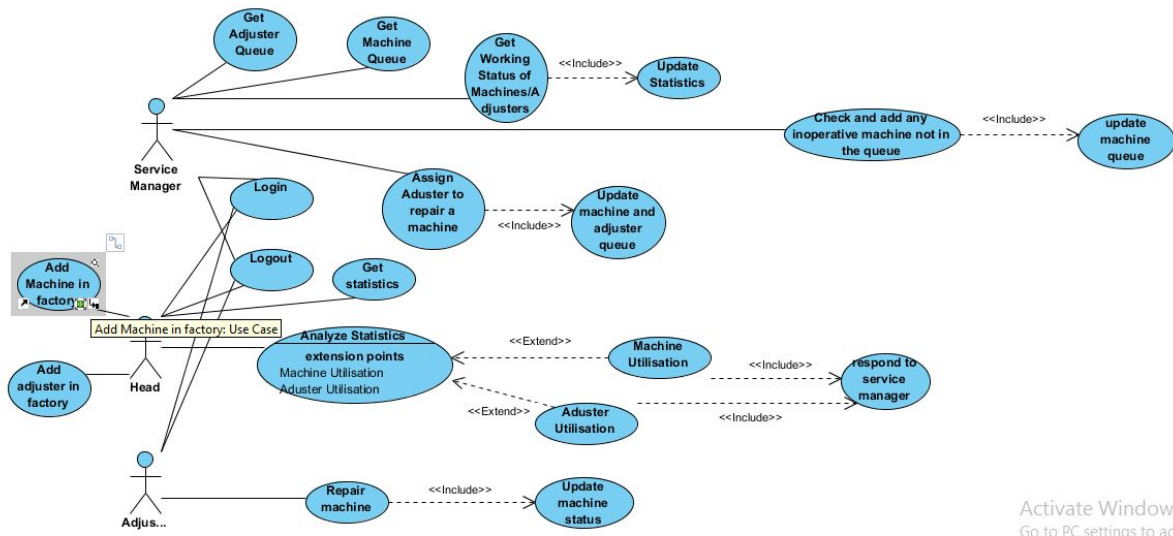 Get
Adjuster
Queue
Get
Machine
Queue
Get
Working
Status of
Machines/A
djusters
<<Include>>
Update
Statistics
Check and add any
inoperative machine not in
the queue
<<Include>>
update
machine
queue
Service
Manager
Login
Assign
Aduster to
repair a
machine
<<Include>>
Update
machine and
adjuster
queue
Logout
Get
statistics
Add
Machine in
factory
Add Machine in factory: Use Case
Analyze Statistics
extension points
Machine Utilisation
Aduster Utilisation
<<Extend>>
Machine
Utilisation
<<Include>>
respond to
service
manager
Add
adjuster in
factory
Head
<<Extend>>
Aduster
Utilisation
<<Include>>
Adjus...
Repair
machine
<<Include>>
Update
machine
status
Activate Window
Go to PC settings to ac